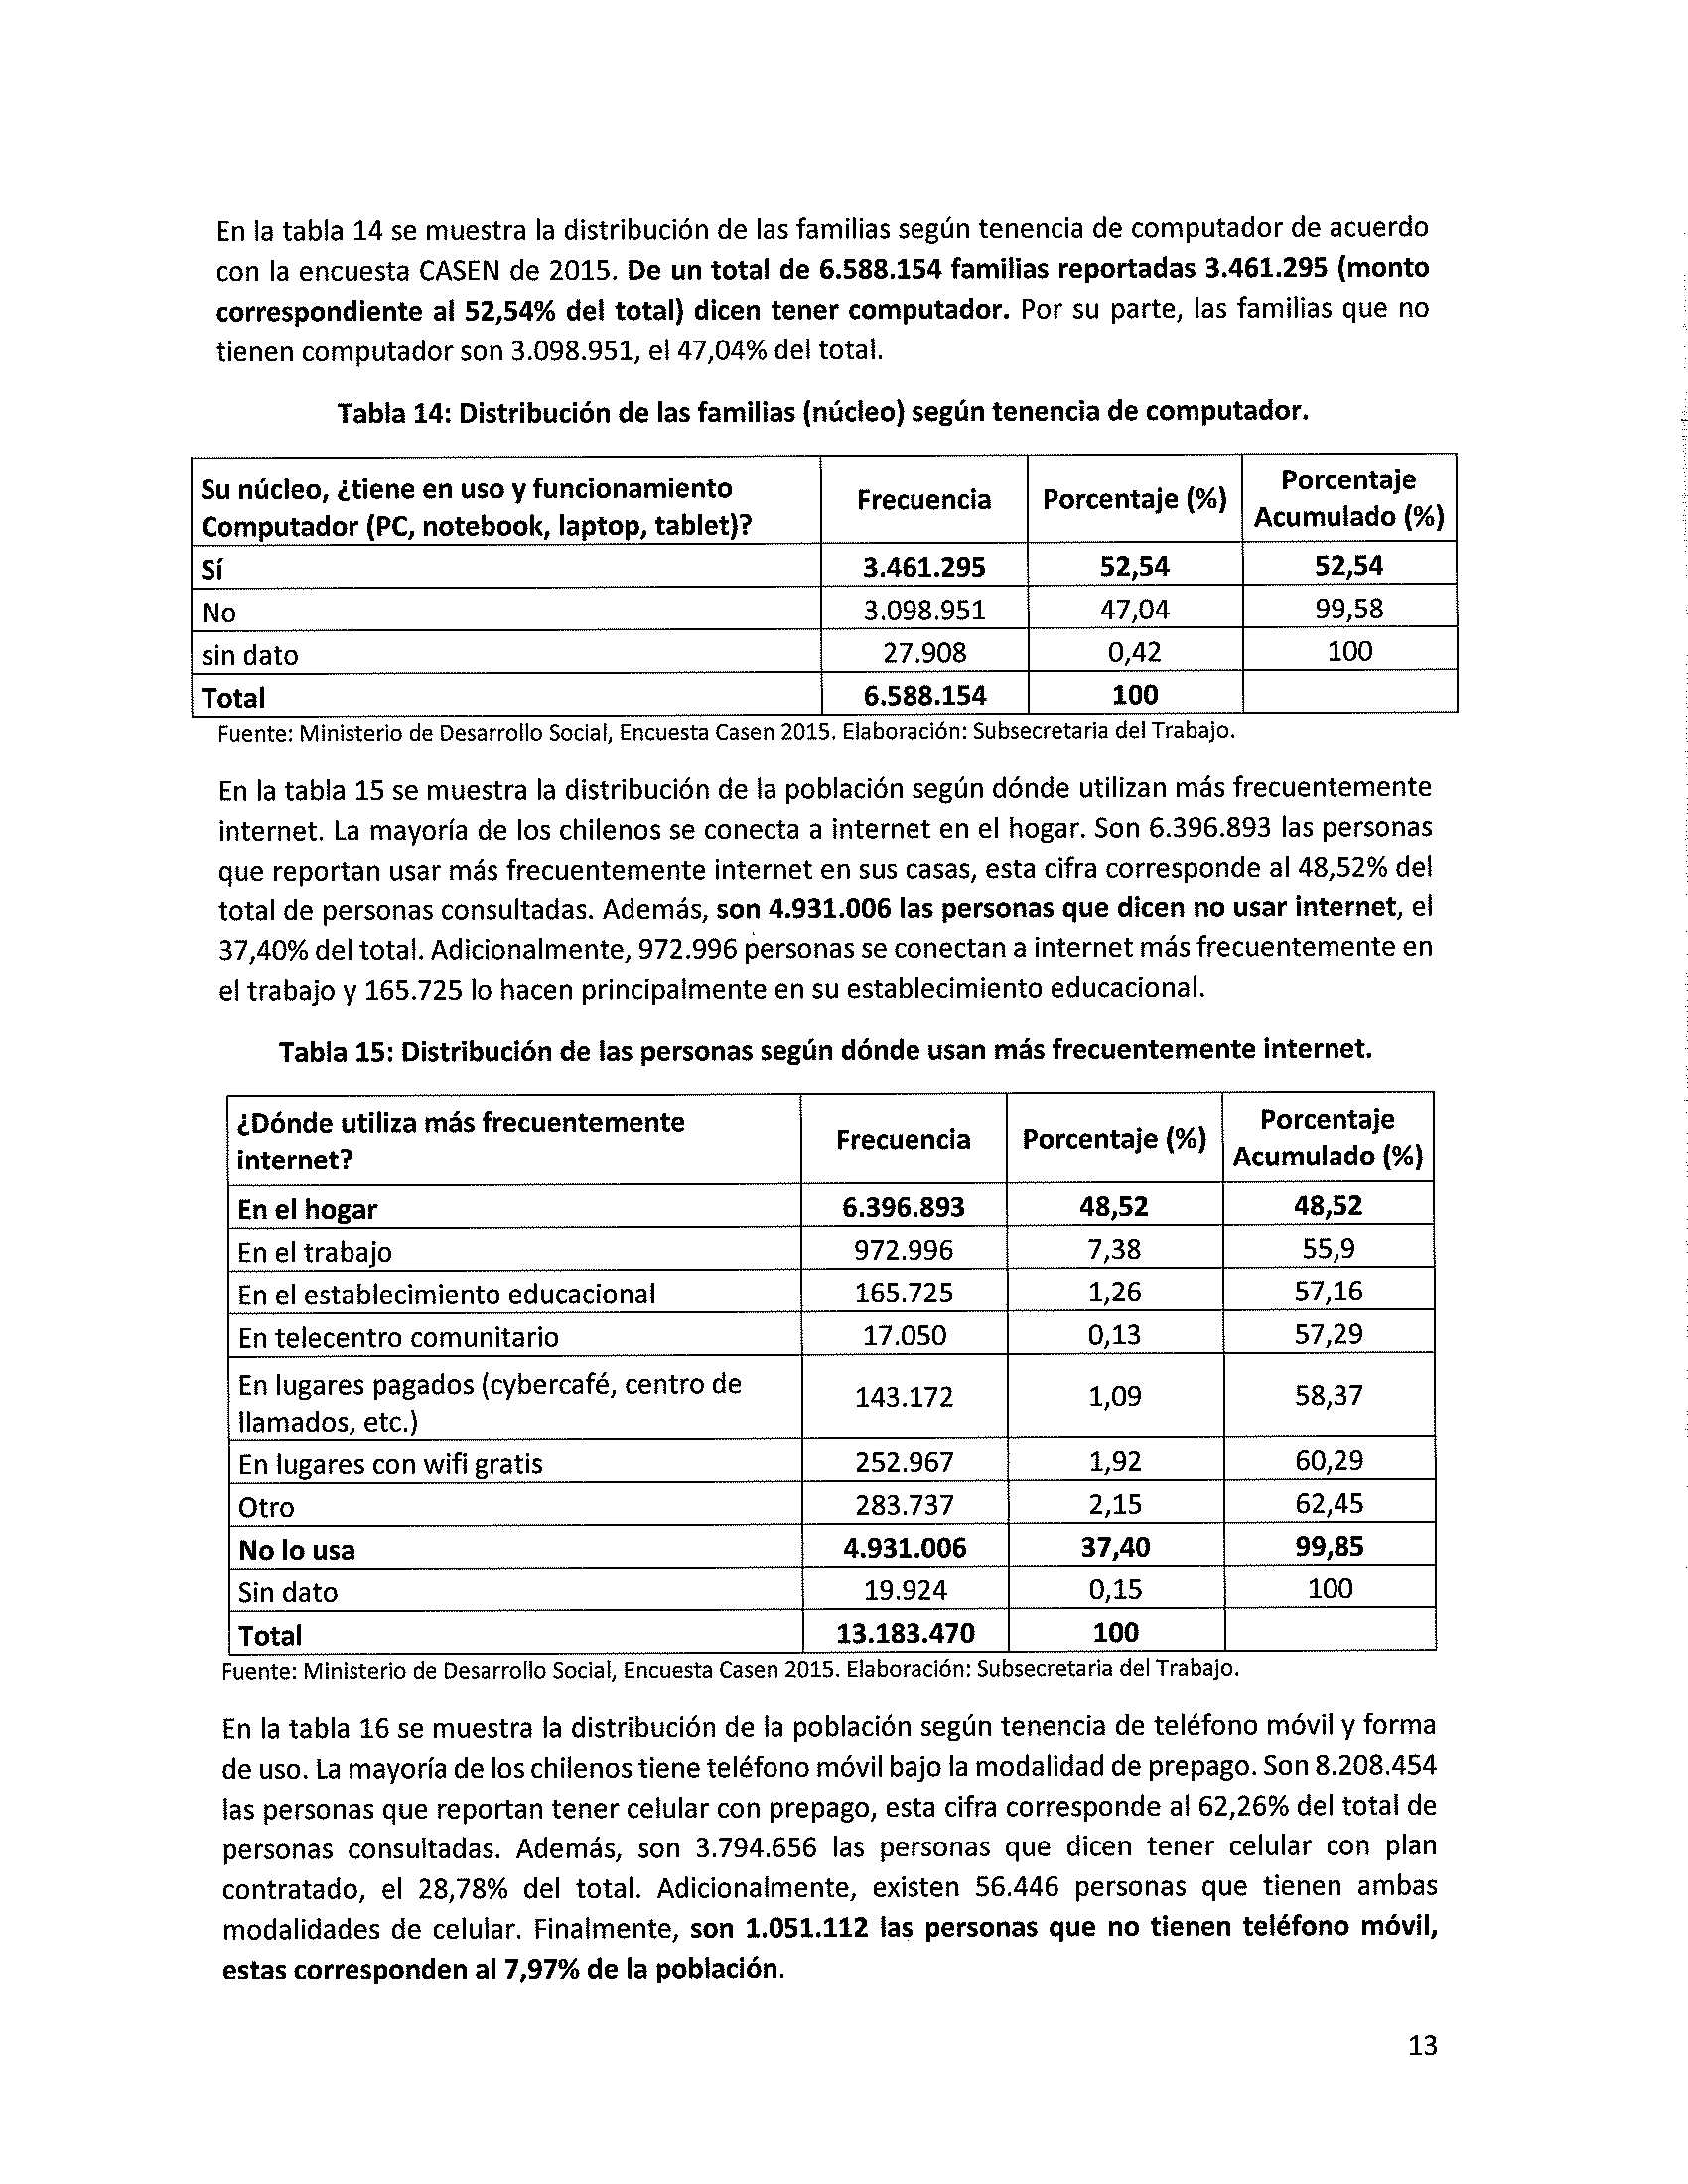 En la tabla 14 se muestra la distribución de las familias según tenencia de computador de acuerdo
con la encuesta CASEN de 2015. De un total de 6.588.154 familias reportadas 3.461.295 (monto
correspondiente al 52,54% del total) dicen tener computador. Por su parte, las familias que no
tienen computador son 3.098.951, el 47,04% del total.
Tabla 14: Distribución de las familias (núcleo) según tenencia de computador.
Su núcleo, ¿tiene en uso y funcionamiento
Computador (PC, notebook, laptop, tablet)? Frecuencia Porcentaje (%) Porcentaje
Acumulado (%)
Sí 3.461.295 52,54 52,54
No 3.098.951 47,04 99,58
sin dato 27.908 0,42 100
Total 6.588.154 100
Fuente: Ministerio de Desarrollo Social, Encuesta Casen 2015. Elaboración: Subsecretaria del Trabajo.
En la tabla 15 se muestra la distribución de la población según dónde utilizan más frecuentemente
internet. La mayoría de los chilenos se conecta a internet en el hogar. Son 6.396.893 las personas
que reportan usar más frecuentemente internet en sus casas, esta cifra corresponde al 48,52% del
total de personas consultadas. Además, son 4.931.006 las personas que dicen no usar internet, el
37,40% del total. Adicionalmente, 972.996 personas se conectan a internet más frecuentemente en
el trabajo y 165.725 lo hacen principalmente en su establecimiento educacional.
Tabla 15: Distribución de las personas según dónde usan más frecuentemente internet.
¿Dónde utiliza más frecuentemente
internet? Frecuencia Porcentaje (%) Porcentaje
Acumulado (%)
En el hogar 6.396.893 48,52 48,52
En el trabajo 972.996 7,38 55,9
En el establecimiento educacional 165.725 1,26 57,16
En telecentro comunitario 17.050 0,13 57,29
En lugares pagados (cybercafé, centro de
llamados, etc.) 143.172 1,09 58,37
En lugares con wifi gratis 252.967 1,92 60,29
Otro 283.737 2,15 62,45
No lo usa 4.931.006 37,40 99,85
Sin dato 19.924 0,15 100
Total 13.183.470 100
Fuente: Ministerio de Desarrollo Social, Encuesta Casen 2015. Elaboración: Subsecretaria del Trabajo.
En la tabla 16 se muestra la distribución de la población según tenencia de teléfono móvil y forma
de uso. La mayoría de los chilenos tiene teléfono móvil bajo la modalidad de prepago. Son 8.208.454
las personas que reportan tener celular con prepago, esta cifra corresponde al 62,26% del total de
personas consultadas. Además, son 3.794.656 las personas que dicen tener celular con plan
contratado, el 28,78% del total. Adicionalmente, existen 56.446 personas que tienen ambas
modalidades de celular. Finalmente, son 1.051.112 las personas que no tienen teléfono móvil,
estas corresponden al 7,97% de la población.
13